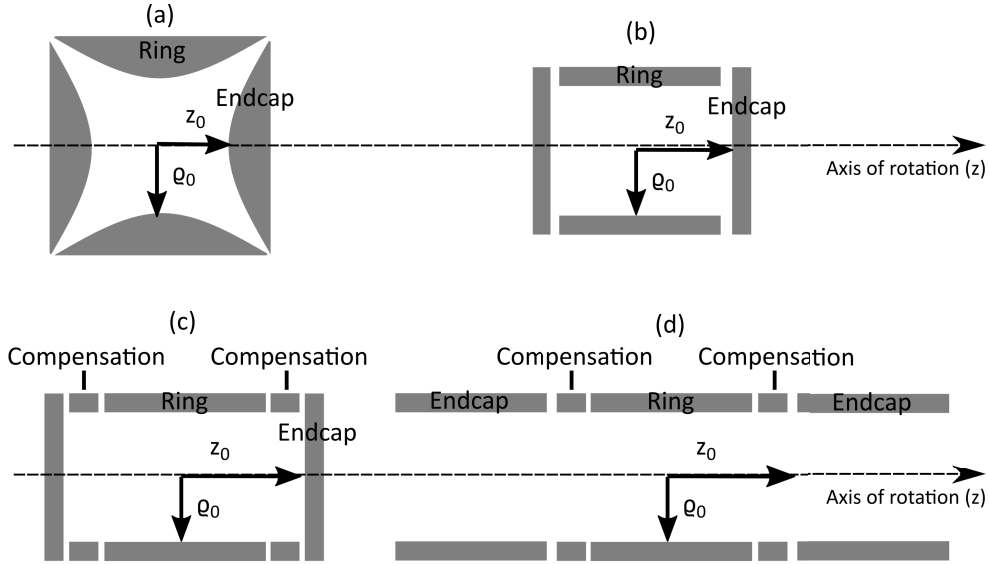 (a)
Ring
Endcap
z0
ϱ0
(b)
Ring
Endcap
z0
ϱ0
Axis of rotation (z)
(c)
Compensation Compensation
Ring
Endcap
z0
ϱ0
(d)
Compensation Compensation
Endcap Ring Endcap
z0
ϱ0
Axis of rotation (z)